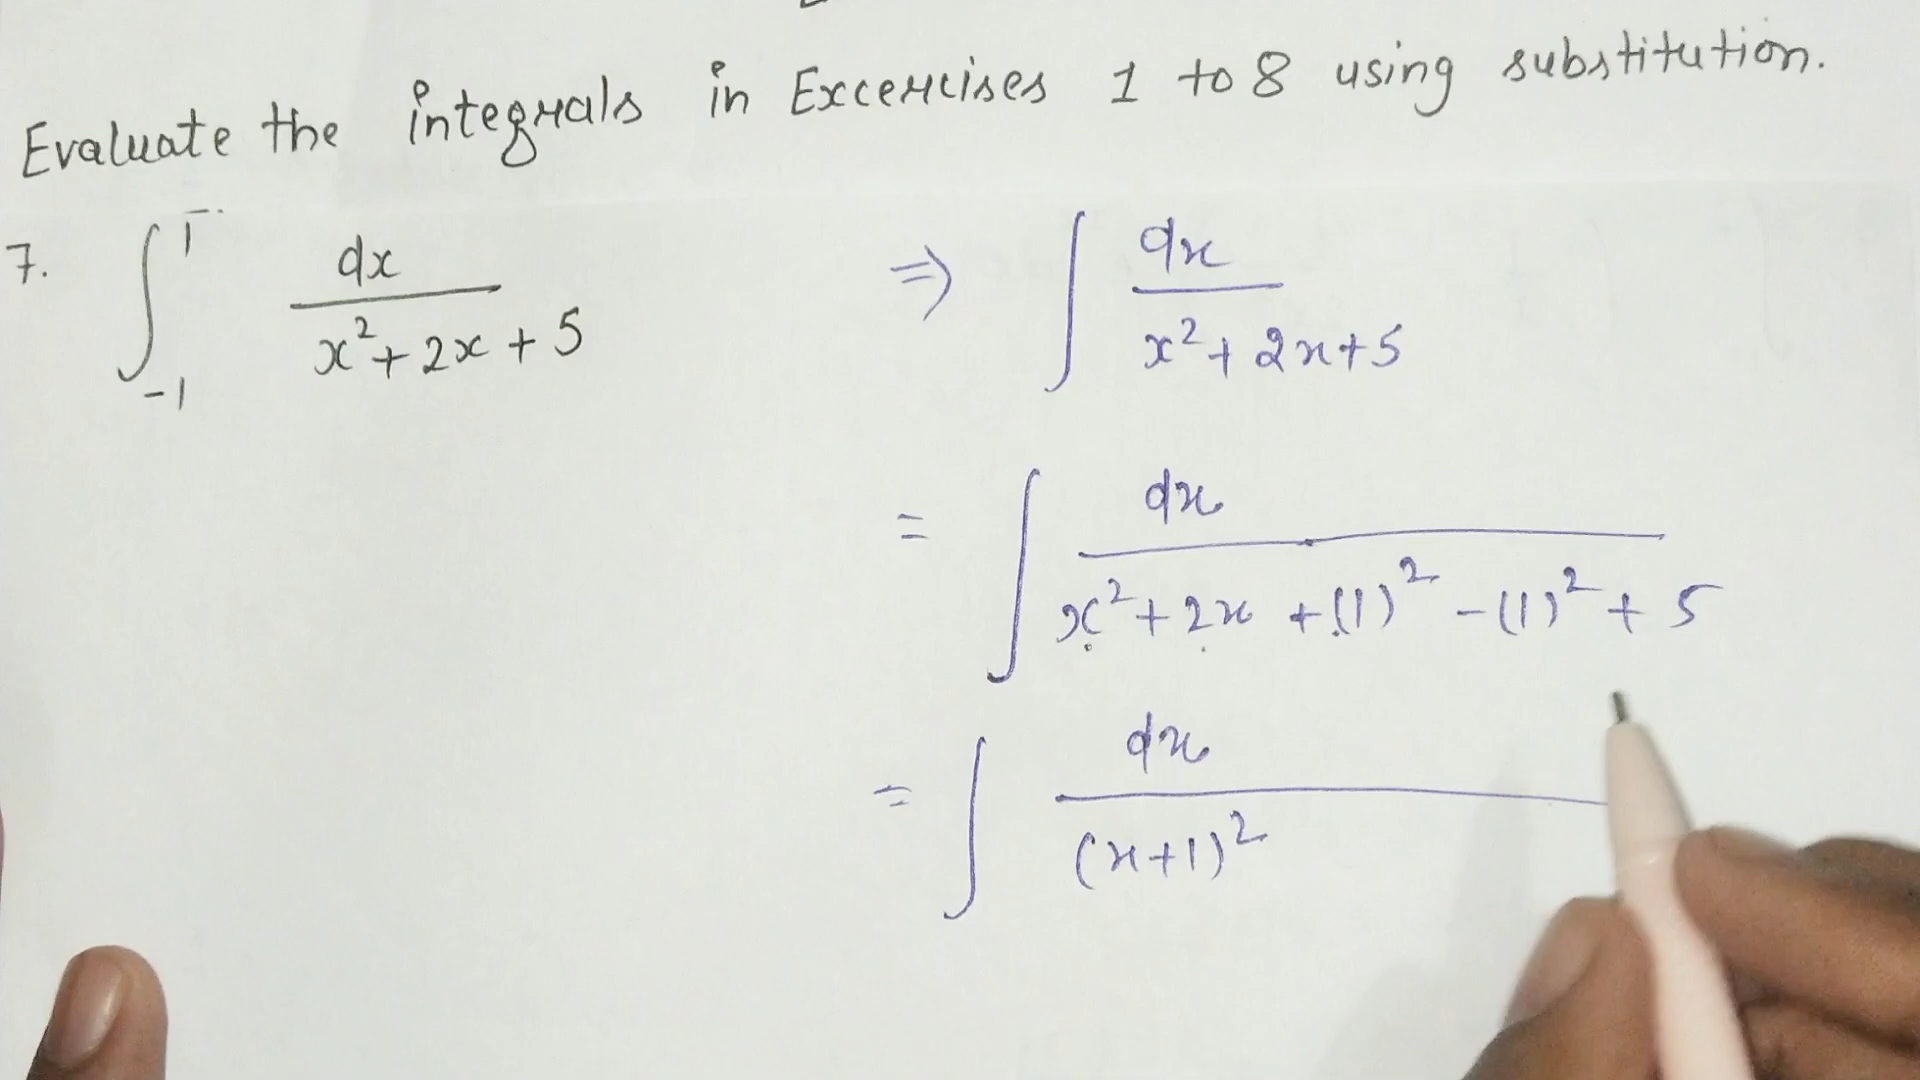 Evaluate the integrals in Excercises 1 to 8 using substitution.
7. ∫₋₁¹ dx / (x² + 2x + 5)
⇒ ∫ dx / (x² + 2x + 5)
= ∫ dx / (x² + 2x + (1)² - (1)² + 5)
= ∫ dx / (x+1)²